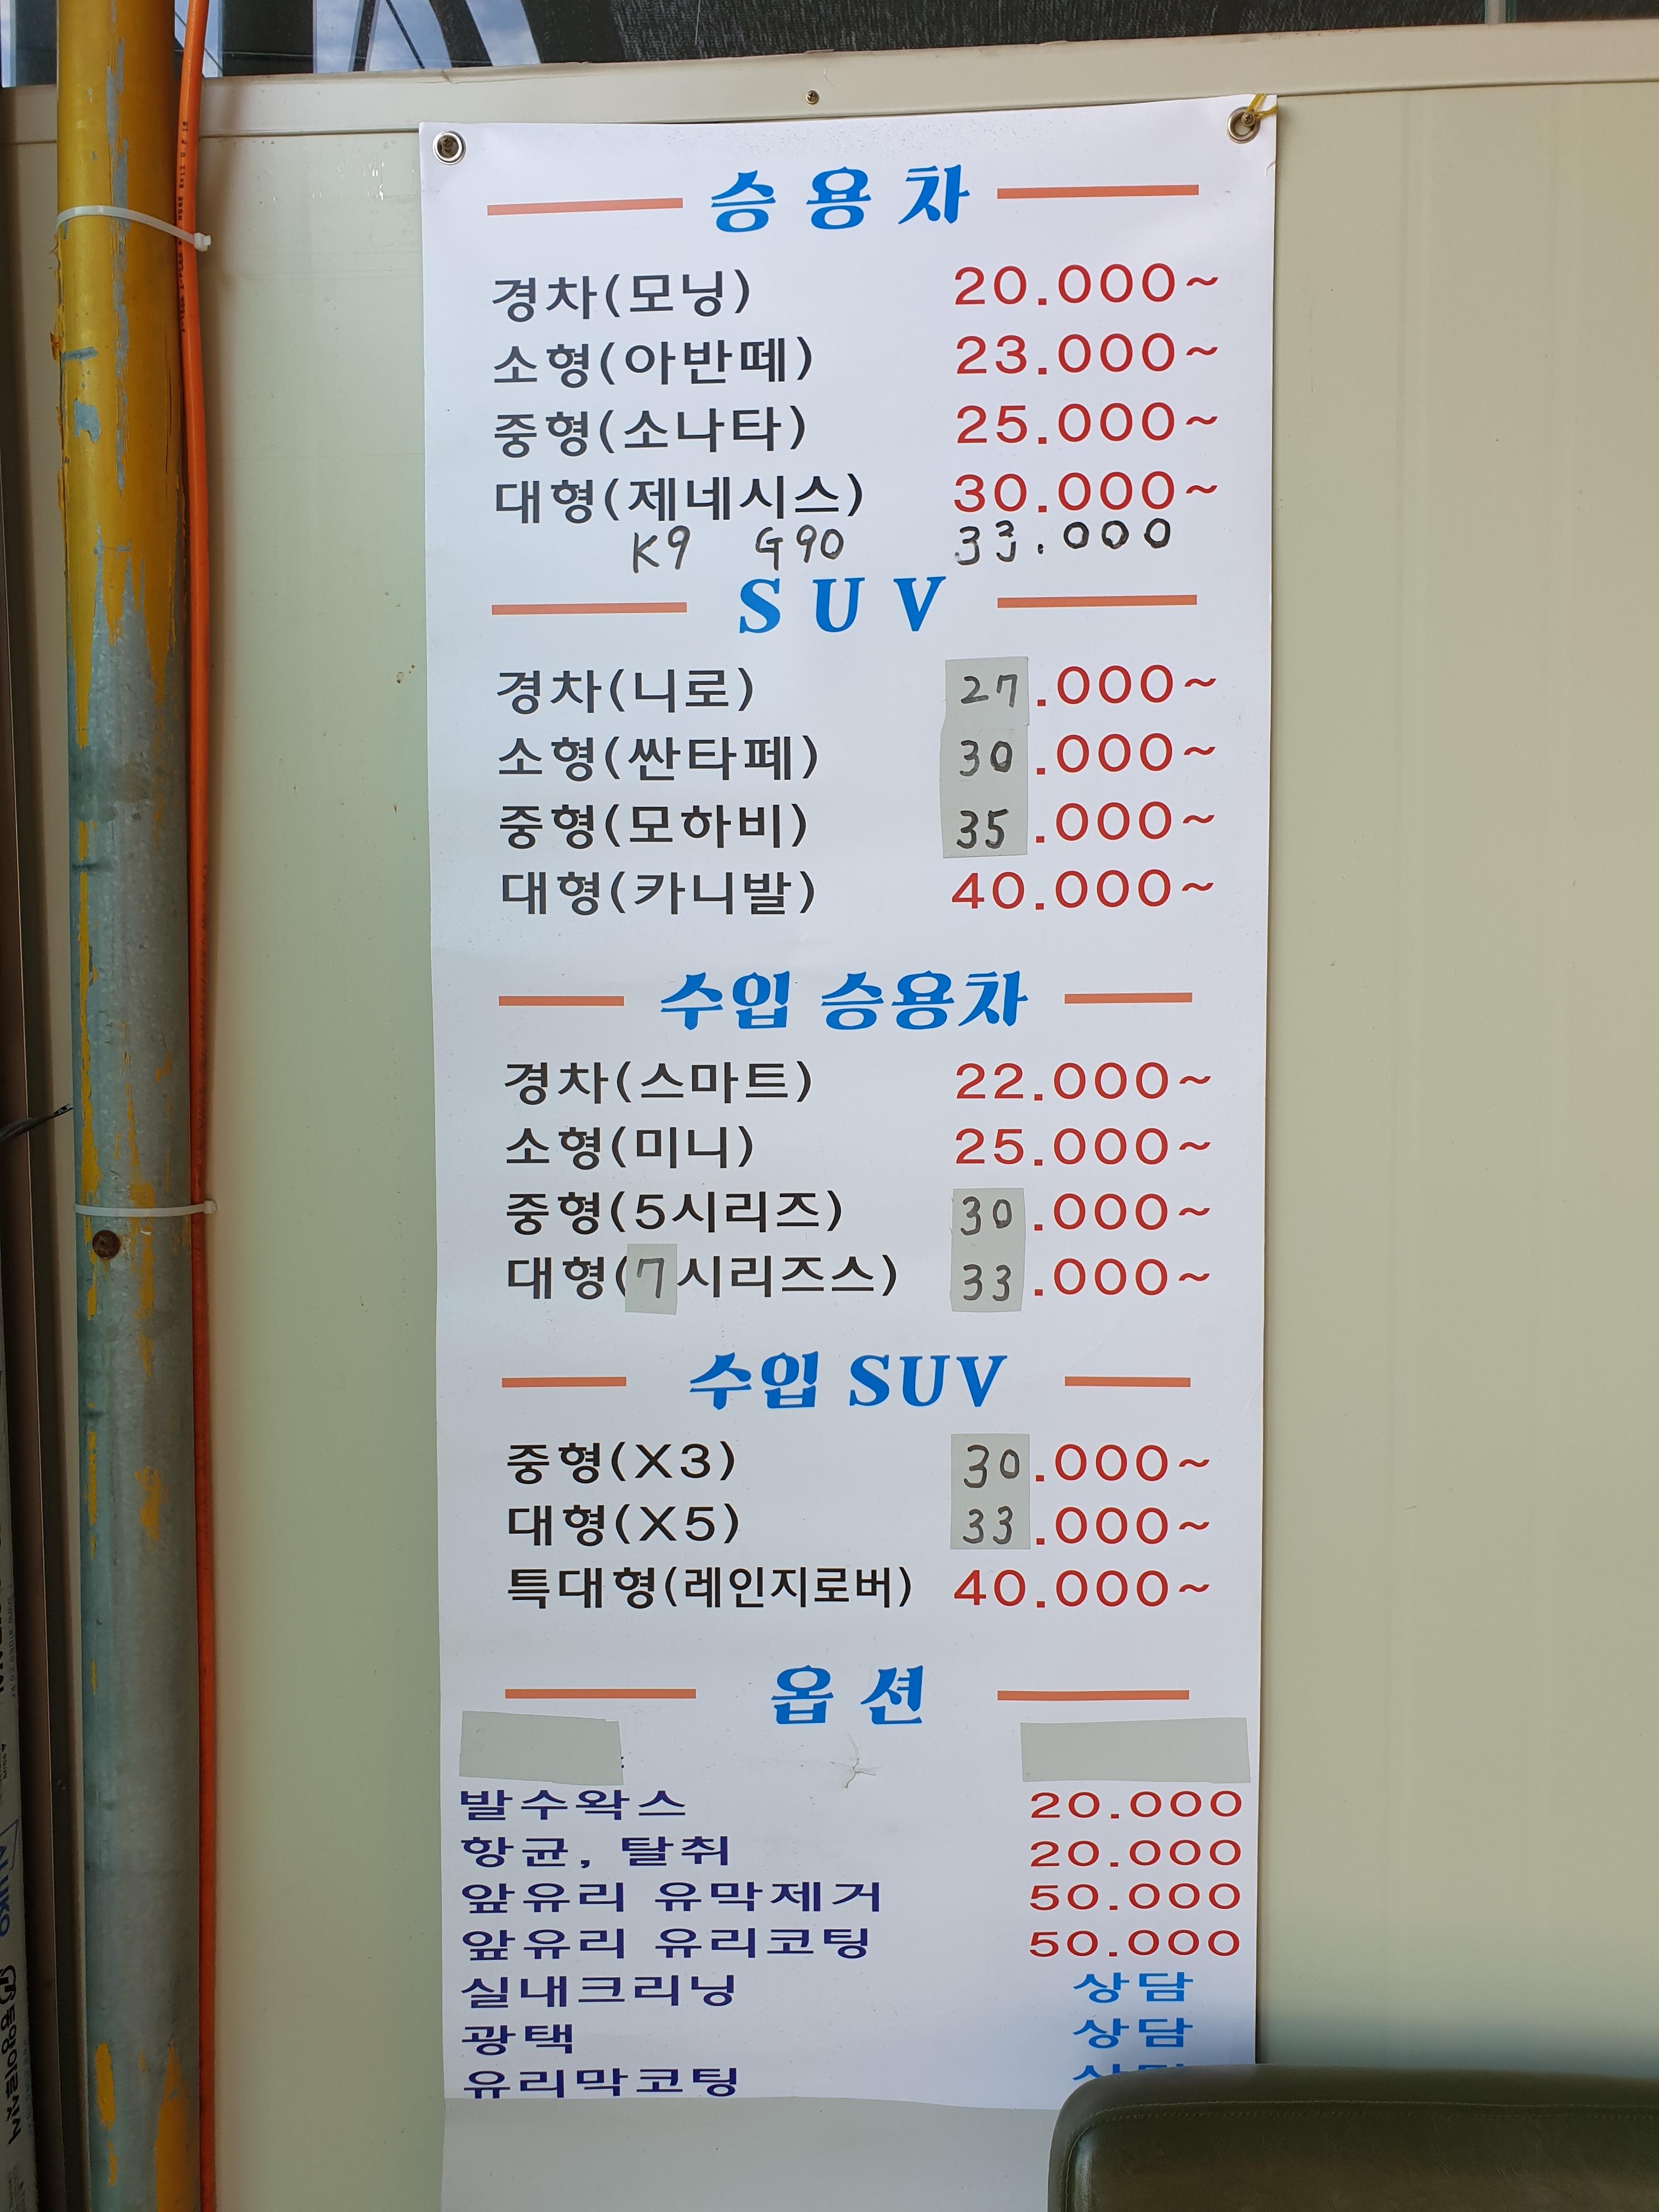 승용차
경차(모닝) 20.000~
소형(아반떼) 23.000~
중형(소나타) 25.000~
대형(제네시스) 30.000~
K9 G90 33.000
SUV
경차(니로) 27.000~
소형(싼타페) 30.000~
중형(모하비) 35.000~
대형(카니발) 40.000~
수입 승용차
경차(스마트) 22.000~
소형(미니) 25.000~
중형(5시리즈) 30.000~
대형(7시리즈스) 33.000~
수입 SUV
중형(X3) 30.000~
대형(X5) 33.000~
특대형(레인지로버) 40.000~
옵션
발수왁스 20.000
항균, 탈취 20.000
앞유리 유막제거 50.000
앞유리 유리코팅 50.000
실내크리닝 상담
광택 상담
유리막코팅